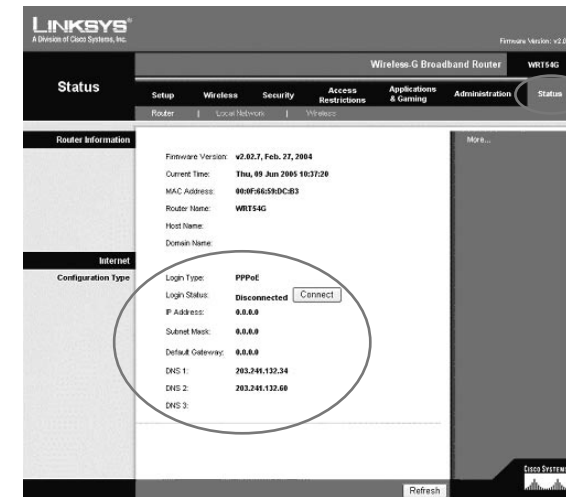 LINKSYS®
A Division of Cisco Systems, Inc.
Firmware Version: v2.0
Wireless-G Broadband Router WRT54G
Status
Setup Wireless Security Access Restrictions Applications & Gaming Administration Status
Router | Local Network | Wireless
Router Information
More...
Firmware Version: v2.02.7, Feb. 27, 2004
Current Time: Thu, 09 Jun 2005 10:37:20
MAC Address: 00:0F:66:59:DC:B3
Router Name: WRT54G
Host Name:
Domain Name:
Internet
Configuration Type
Login Type: PPPoE
Login Status: Disconnected Connect
IP Address: 0.0.0.0
Subnet Mask: 0.0.0.0
Default Gateway: 0.0.0.0
DNS 1: 203.241.132.34
DNS 2: 203.241.132.60
DNS 3:
Refresh
CISCO SYSTEMS